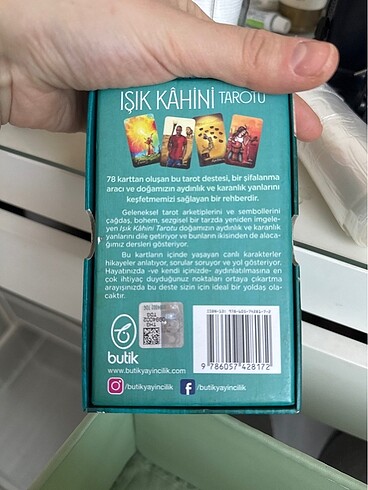 IŞIK KÂHİNİ TAROTU
78 karttan oluşan bu tarot destesi, bir şifalanma
aracı ve doğamızın aydınlık ve karanlık yanlarını
keşfetmemizi sağlayan bir rehberdir.
Geleneksel tarot arketiplerini ve sembollerini
çağdaş, bohem, sezgisel bir tarzda yeniden imgele-
yen Işık Kâhini Tarotu doğamızın aydınlık ve karan-
lık yanlarını dile getiriyor ve bunların ikisinden de alaca-
ğımız dersleri gösteriyor.
Bu kartların içinde yaşayan canlı karakterler
hikayeler anlatıyor, sorular soruyor ve yol gösteriyor.
Hayatınızda -ve kendi içinizde- aydınlatılmasına en
çok ihtiyaç duyduğunuz noktaları ortaya çıkartma
arayışınızda bu deste sizin için ideal bir yoldaş ola-
caktır.
butik
www.butikyayincilik.com
/butikyayincilik
/butikyayincilik
9 786057 428172